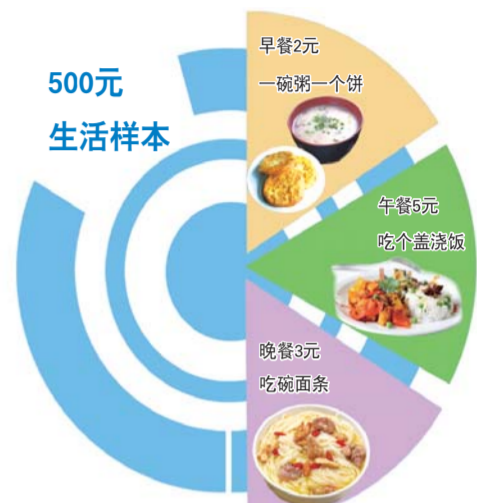 500元
生活样本
早餐2元
一碗粥一个饼
午餐5元
吃个盖浇饭
晚餐3元
吃碗面条